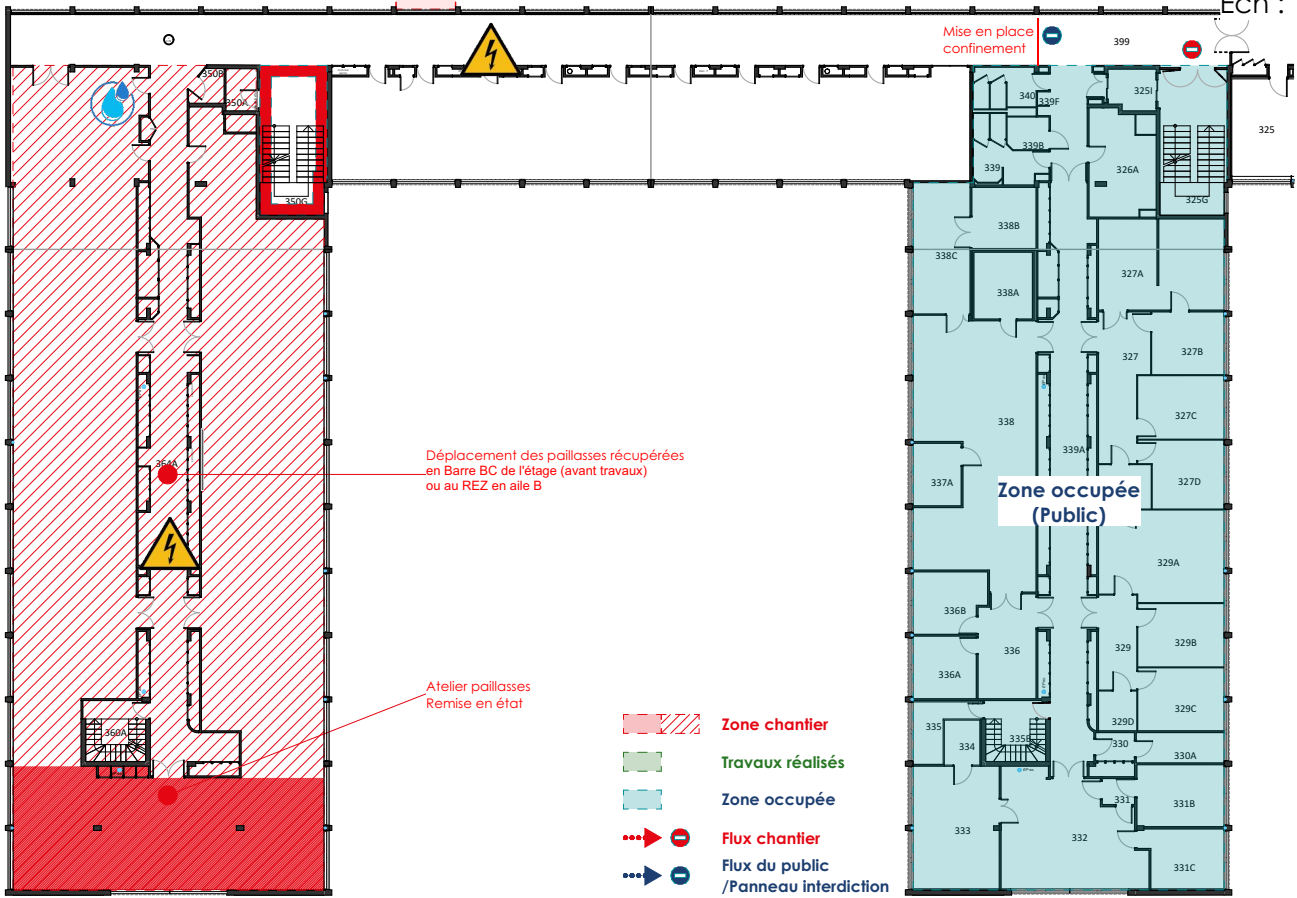 Ech :
Mise en place
confinement
399
350B
350A
350G
340
339F
325I
325
339B
339
326A
325G
338B
338C
338A
327A
327
327B
327C
338
339A
337A
327D
Zone occupée
(Public)
364A
Déplacement des paillasses récupérées
en Barre BC de l'étage (avant travaux)
ou au REZ en aile B
329A
336B
336
329
329B
336A
329C
329D
Atelier paillasses
Remise en état
360A
335
334
335B
330
330A
331
331B
333
332
331C
Zone chantier
Travaux réalisés
Zone occupée
Flux chantier
Flux du public
/Panneau interdiction